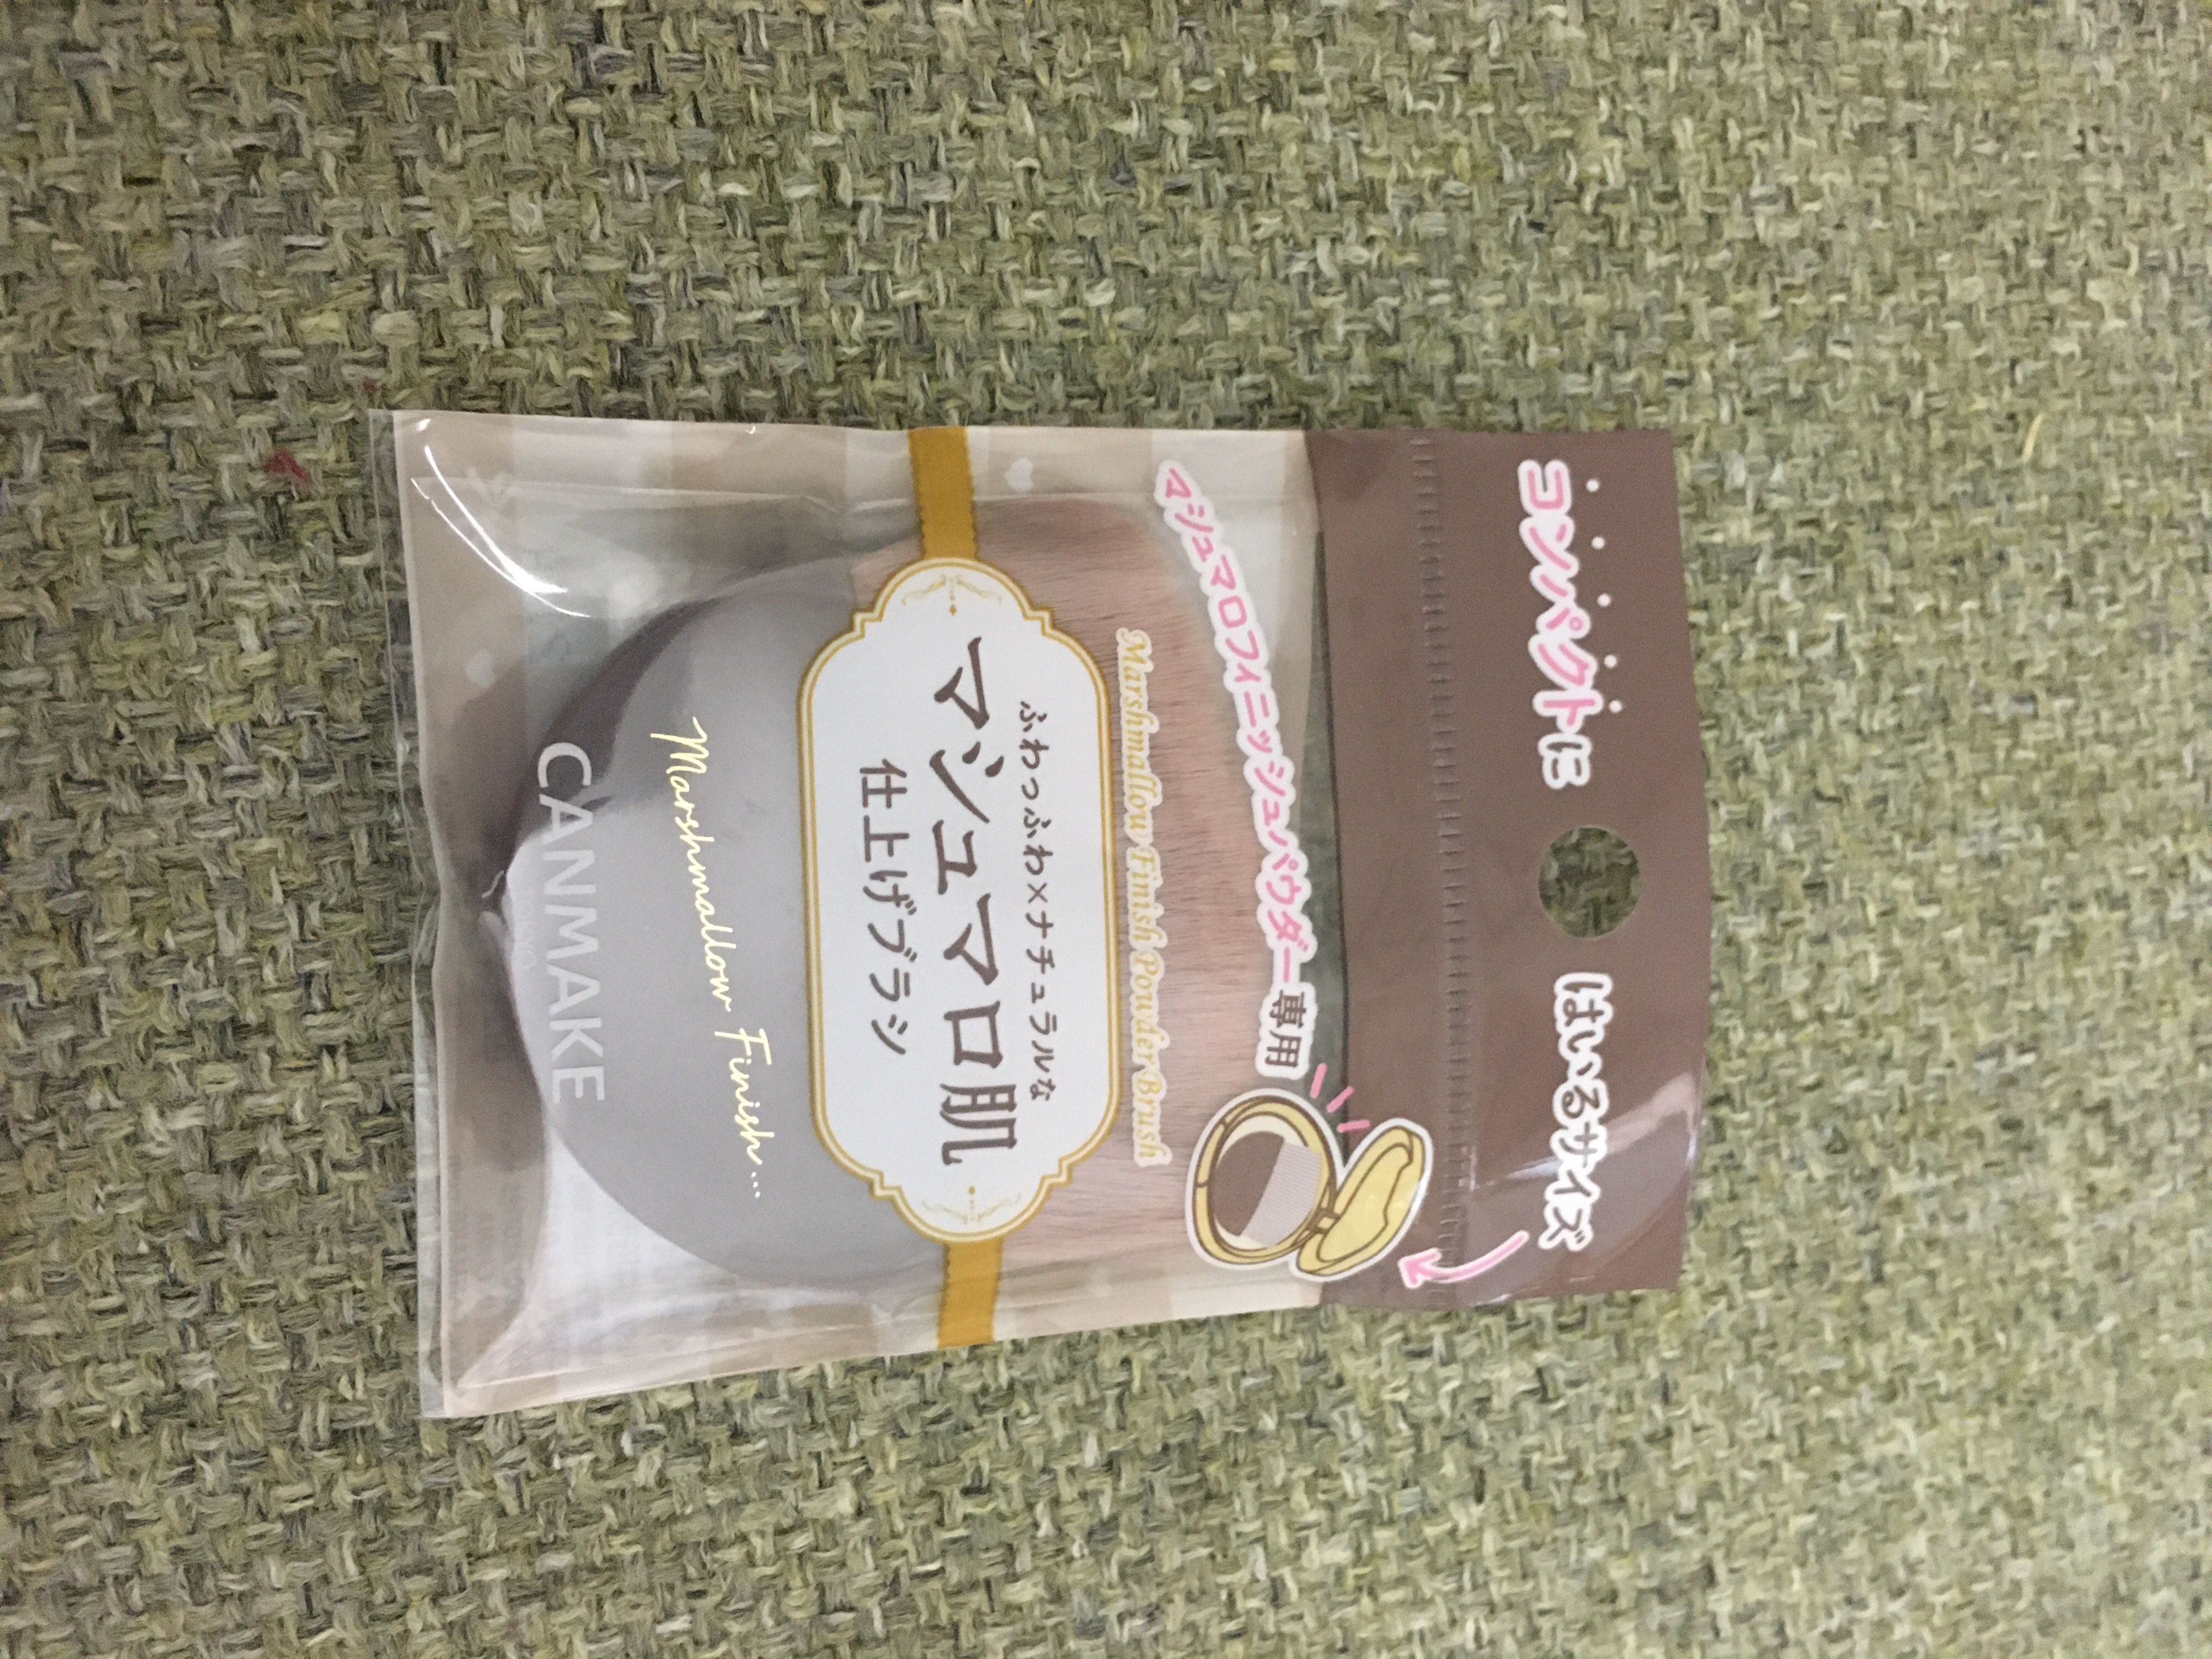 コンパクトに はいるサイズ
マシュマロフィニッシュパウダー専用
Marshmallow Finish Powder Brush
ふわっふわ×ナチュラルな
マシュマロ肌
仕上げブラシ
Marshmallow Finish...
CANMAKE